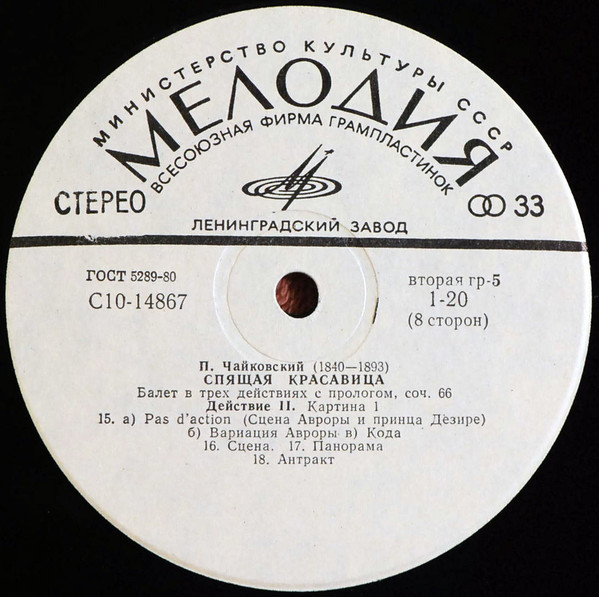 МИНИСТЕРСТВО КУЛЬТУРЫ СССР
МЕЛОДИЯ
ВСЕСОЮЗНАЯ ФИРМА ГРАМПЛАСТИНОК
СТЕРЕО
33
ЛЕНИНГРАДСКИЙ ЗАВОД
ГОСТ 5289-80
С10-14867
вторая гр-5
1-20
(8 сторон)
П. Чайковский (1840—1893)
СПЯЩАЯ КРАСАВИЦА
Балет в трех действиях с прологом, соч. 66
Действие II. Картина 1
15. а) Pas d'action (Сцена Авроры и принца Дезире)
б) Вариация Авроры в) Кода
16. Сцена. 17. Панорама
18. Антракт